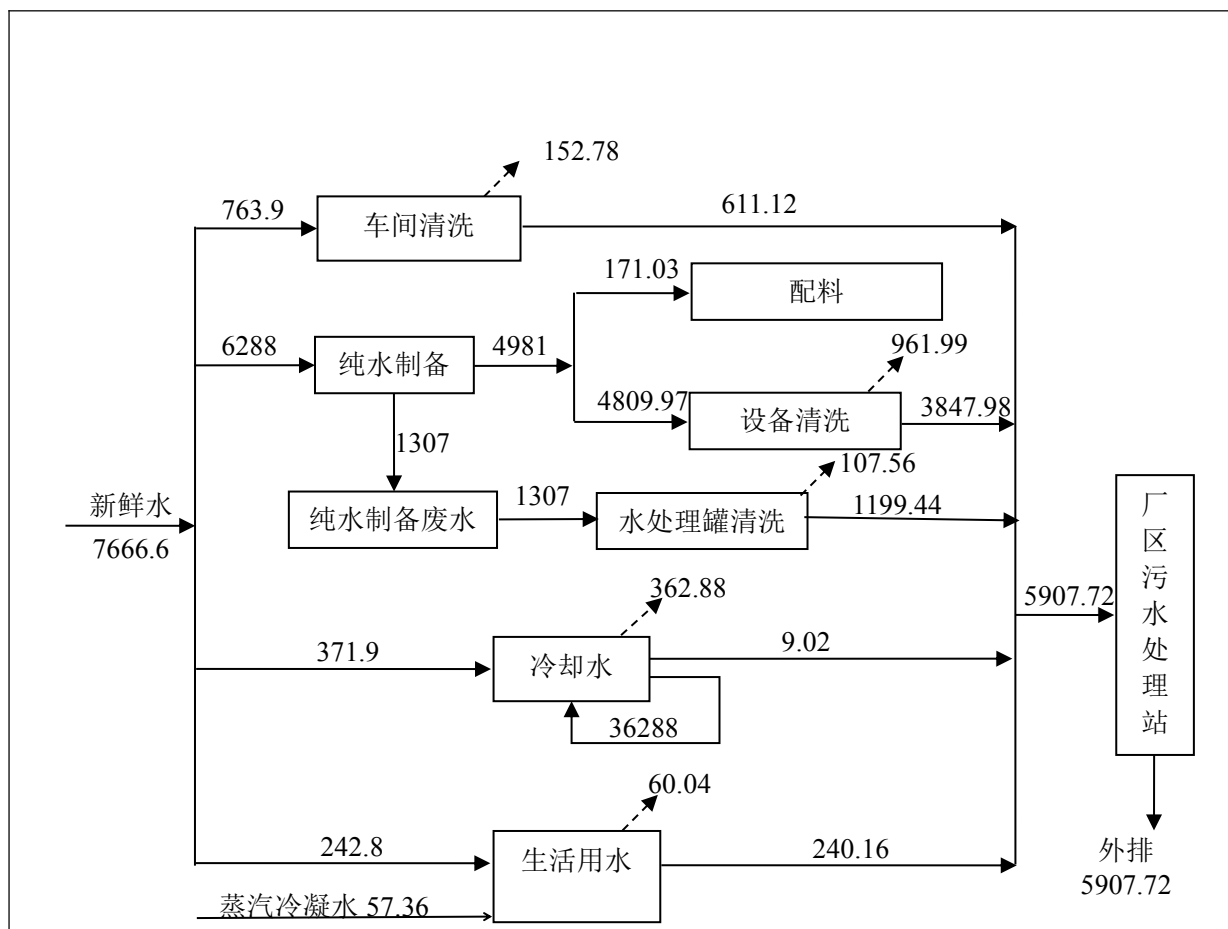 152.78
763.9
车间清洗
611.12
171.03
配料
6288
纯水制备
4981
961.99
4809.97
设备清洗
3847.98
1307
107.56
新鲜水
7666.6
纯水制备废水
1307
水处理罐清洗
1199.44
厂区污水处理站
362.88
5907.72
371.9
冷却水
9.02
36288
60.04
242.8
生活用水
240.16
外排
5907.72
蒸汽冷凝水 57.36